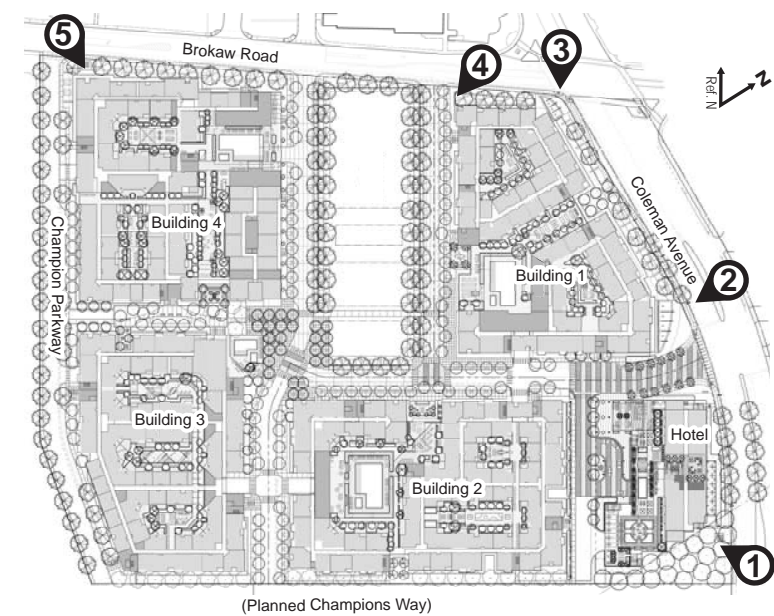 5
Brokaw Road
4
3
Ref. N
N
Building 4
Champion Parkway
Coleman Avenue
Building 1
2
Building 3
Hotel
Building 2
1
(Planned Champions Way)